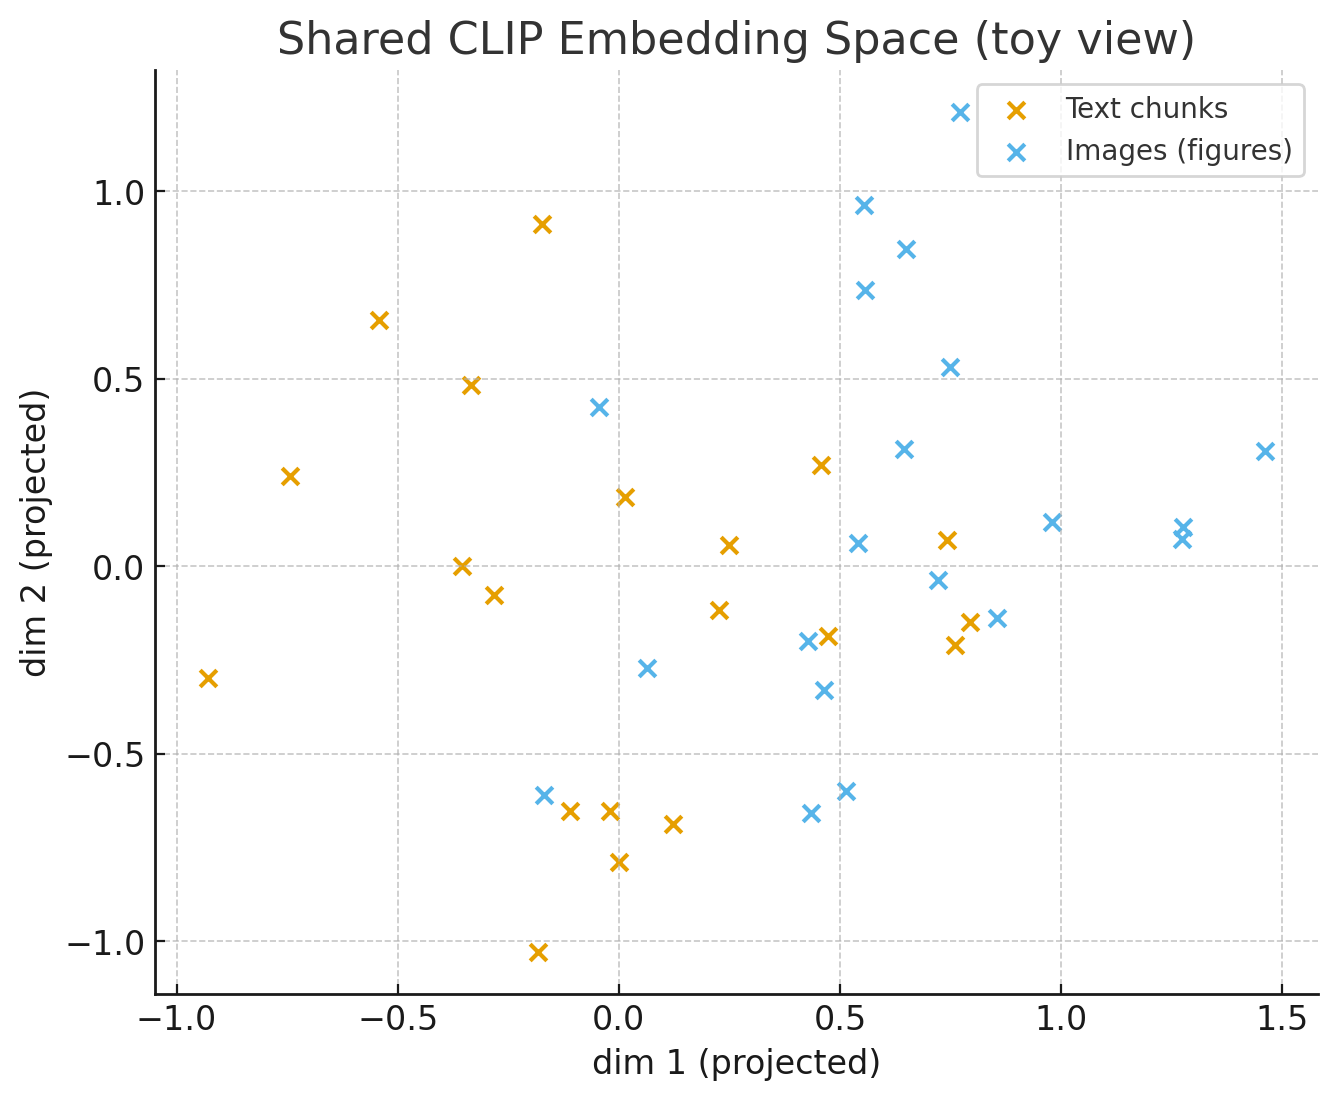 Shared CLIP Embedding Space (toy view)
Text chunks
Images (figures)
dim 2 (projected)
1.0
0.5
0.0
−0.5
−1.0
−1.0
−0.5
0.0
0.5
1.0
1.5
dim 1 (projected)